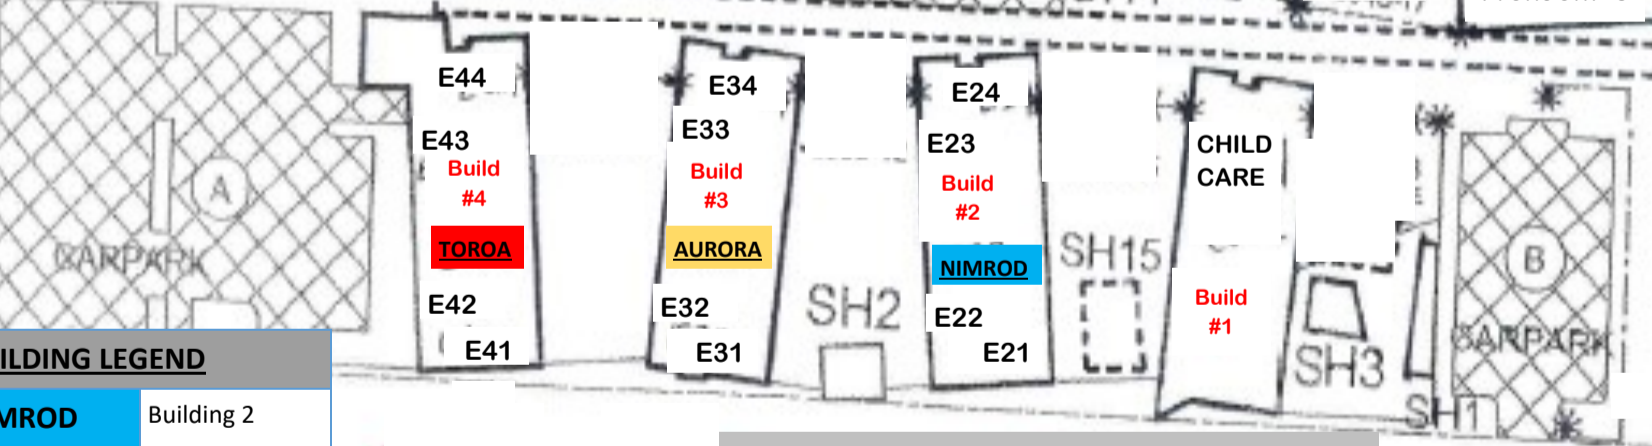 E44
E43
Build
#4
TOROA
E42
E41
E34
E33
Build
#3
AURORA
E32
E31
E24
E23
Build
#2
NIMROD
E22
E21
CHILD
CARE
Build
#1
A
CARPARK
SH2
SH15
SH3
SH1
B
CARPARK
ILDING LEGEND
MROD
Building 2